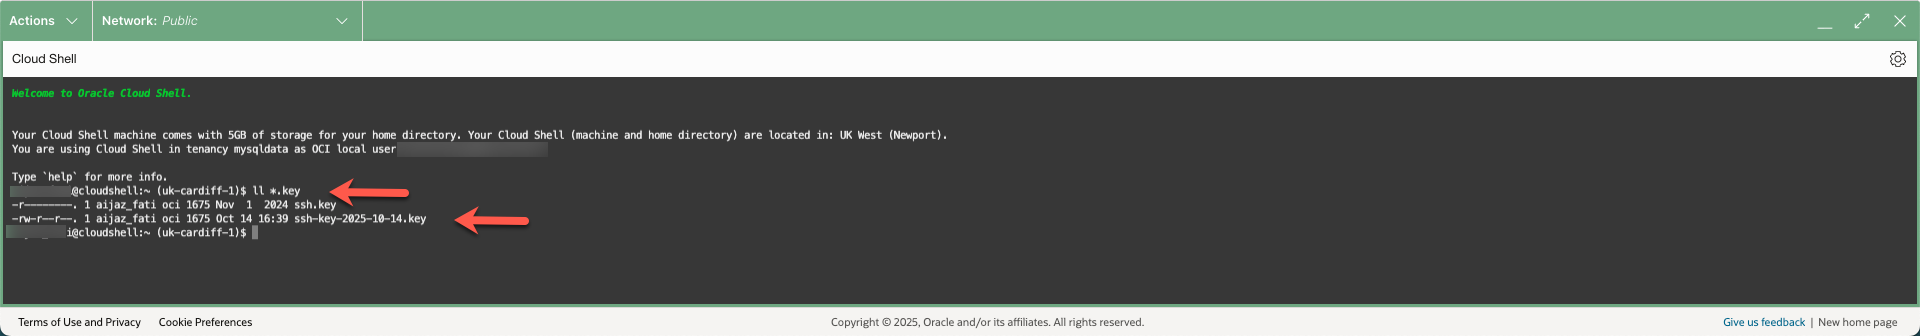 Actions Network: Public
Cloud Shell
Welcome to Oracle Cloud Shell.
Your Cloud Shell machine comes with 5GB of storage for your home directory. Your Cloud Shell (machine and home directory) are located in: UK West (Newport).
You are using Cloud Shell in tenancy mysqldata as OCI local user
Type `help` for more info.
@cloudshell:~ (uk-cardiff-1)$ ll *.key
-r--------. 1 aijaz_fati oci 1675 Nov  1  2024 ssh.key
-rw-r--r--. 1 aijaz_fati oci 1675 Oct 14 16:39 ssh-key-2025-10-14.key
i@cloudshell:~ (uk-cardiff-1)$
Terms of Use and Privacy Cookie Preferences Copyright © 2025, Oracle and/or its affiliates. All rights reserved. Give us feedback | New home page